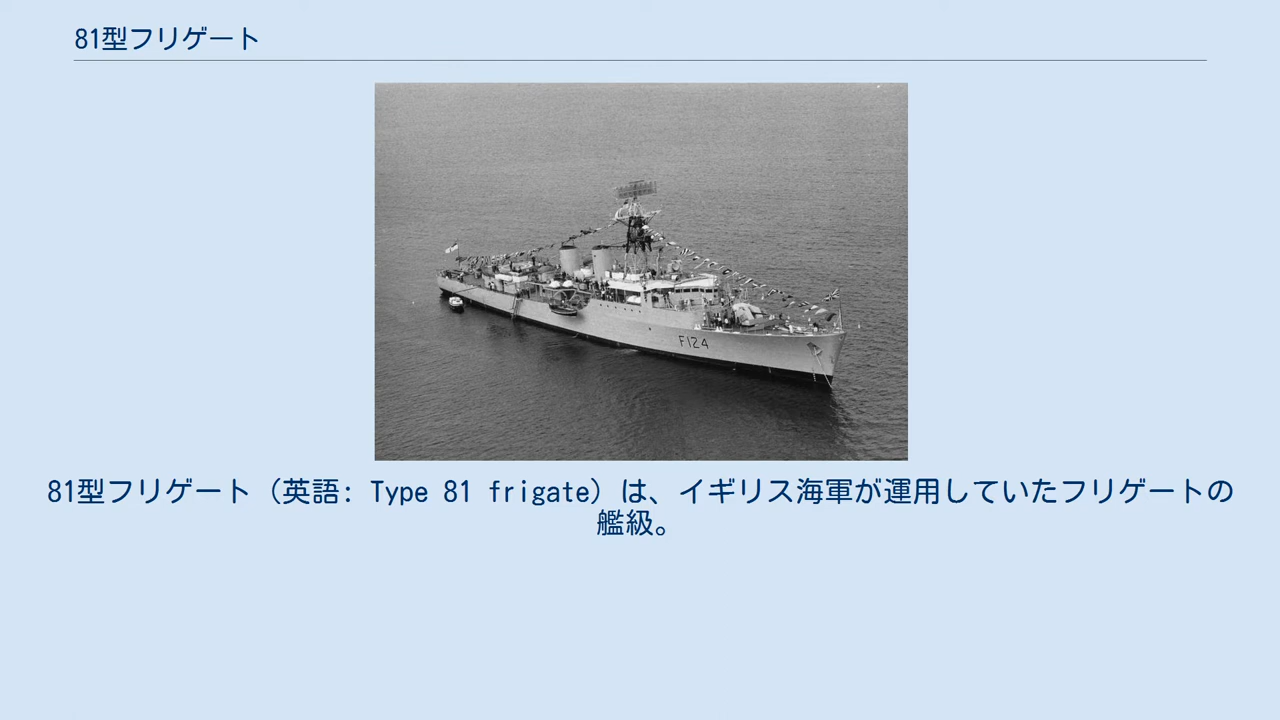 81型フリゲート
F124
81型フリゲート（英語: Type 81 frigate）は、イギリス海軍が運用していたフリゲートの
艦級。